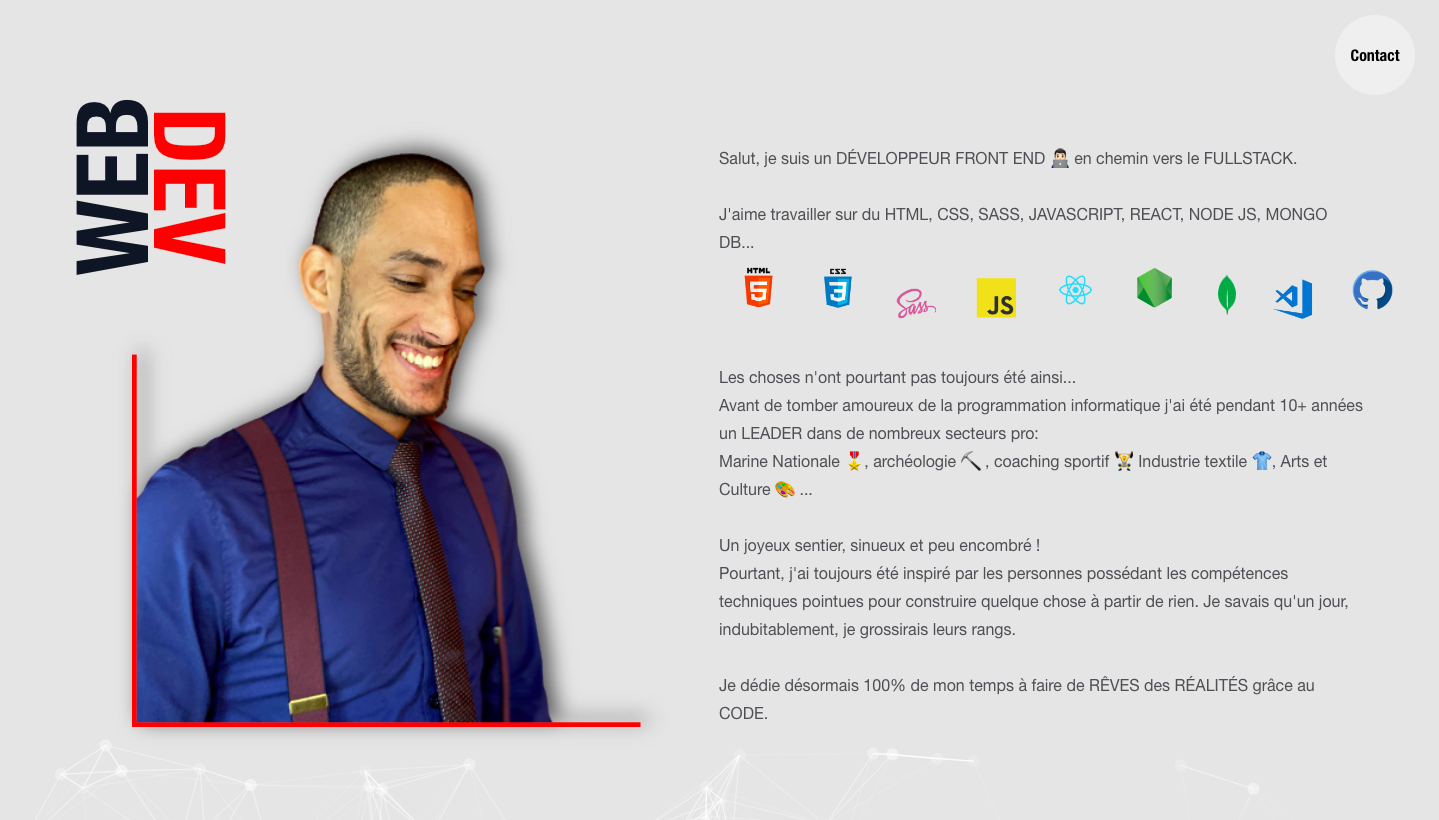 Contact
WEB
DEV
Salut, je suis un DÉVELOPPEUR FRONT END 👨🏻‍💻 en chemin vers le FULLSTACK.
J'aime travailler sur du HTML, CSS, SASS, JAVASCRIPT, REACT, NODE JS, MONGO
DB...
HTML
5
CSS
3
Sass
JS
Les choses n'ont pourtant pas toujours été ainsi...
Avant de tomber amoureux de la programmation informatique j'ai été pendant 10+ années
un LEADER dans de nombreux secteurs pro:
Marine Nationale 🎖, archéologie ⛏ , coaching sportif 🏋 Industrie textile 👕, Arts et
Culture 🎨 ...
Un joyeux sentier, sinueux et peu encombré !
Pourtant, j'ai toujours été inspiré par les personnes possédant les compétences
techniques pointues pour construire quelque chose à partir de rien. Je savais qu'un jour,
indubitablement, je grossirais leurs rangs.
Je dédie désormais 100% de mon temps à faire de RÊVES des RÉALITÉS grâce au
CODE.